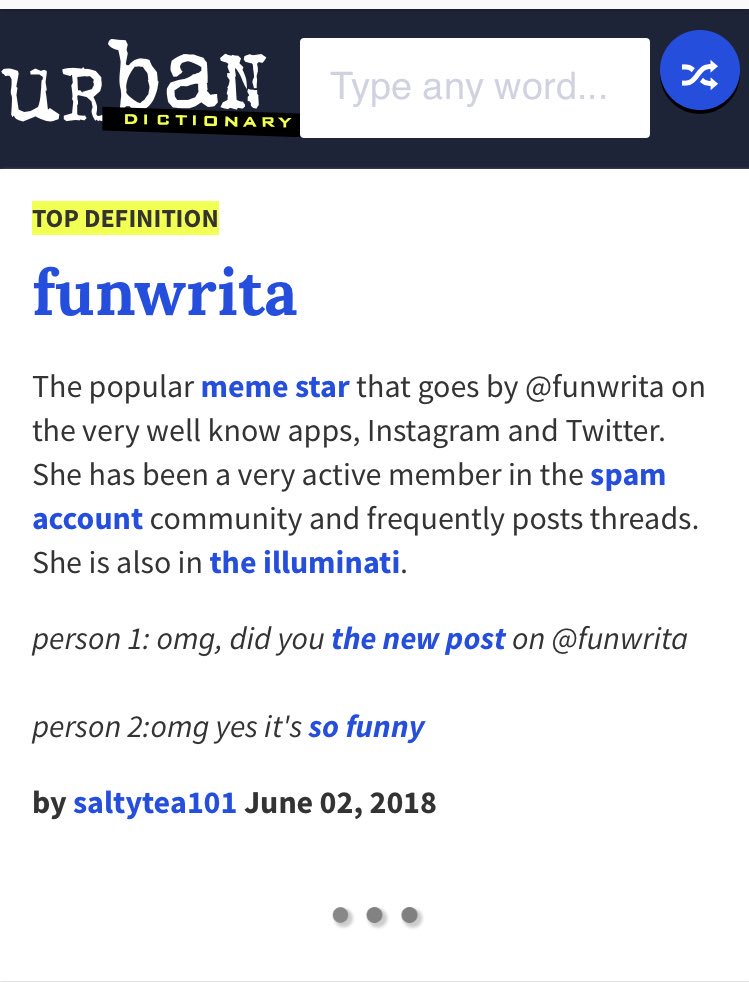 urban
DICTIONARY
Type any word...
TOP DEFINITION
funwrita
The popular meme star that goes by @funwrita on
the very well know apps, Instagram and Twitter.
She has been a very active member in the spam
account community and frequently posts threads.
She is also in the illuminati.
person 1: omg, did you the new post on @funwrita
person 2:omg yes it's so funny
by saltytea101 June 02, 2018